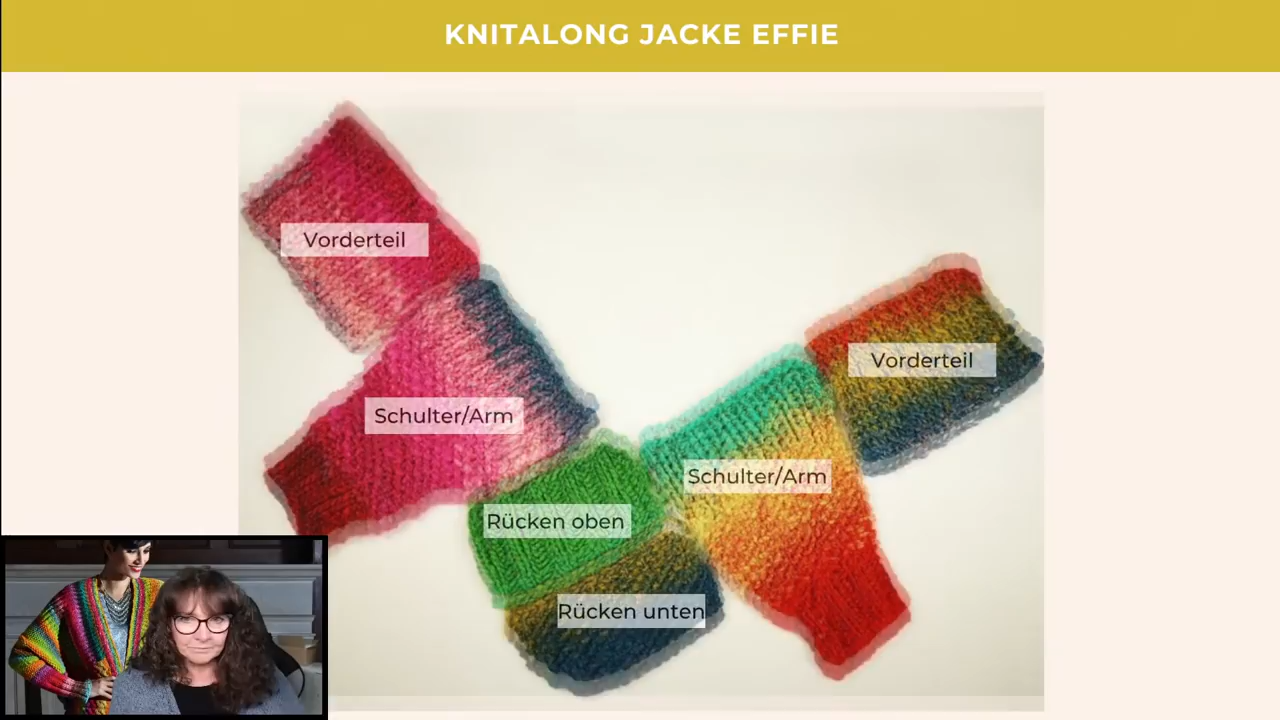 KNITALONG JACKE EFFIE
Vorderteil
Vorderteil
Schulter/Arm
Schulter/Arm
Rücken oben
Rücken unten